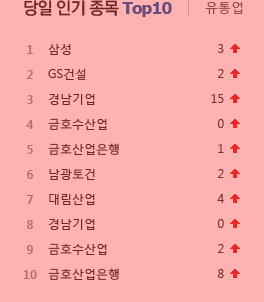 당일 인기 종목 Top10 | 유통업
1 삼성 3
2 GS건설 2
3 경남기업 15
4 금호수산업 0
5 금호산업은행 1
6 남광토건 2
7 대림산업 4
8 경남기업 0
9 금호수산업 2
10 금호산업은행 8